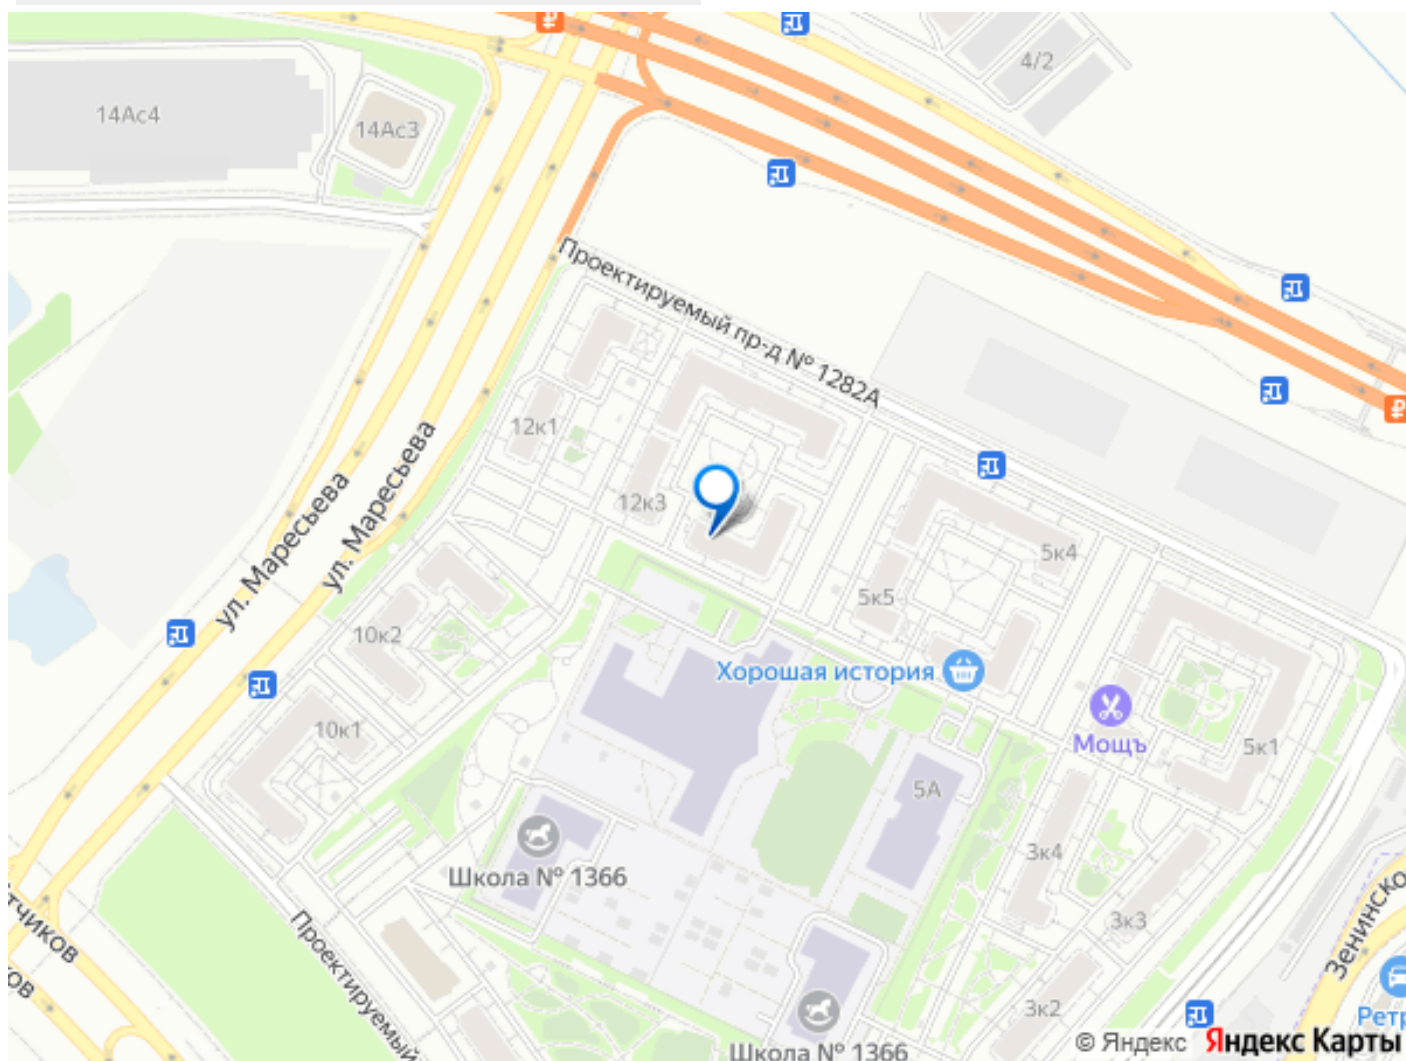 4/2
14Ас4
14Ас3
Проектируемый пр-д № 1282А
12к1
ул. Маресьева
ул. Маресьева
12к3
5к4
5к5
10к2
Хорошая история
10к1
Мощъ
5к1
5А
3к4
Школа № 1366
3к3
Проектируемый
3к2
Школа № 1366
© Яндекс Яндекс Карты